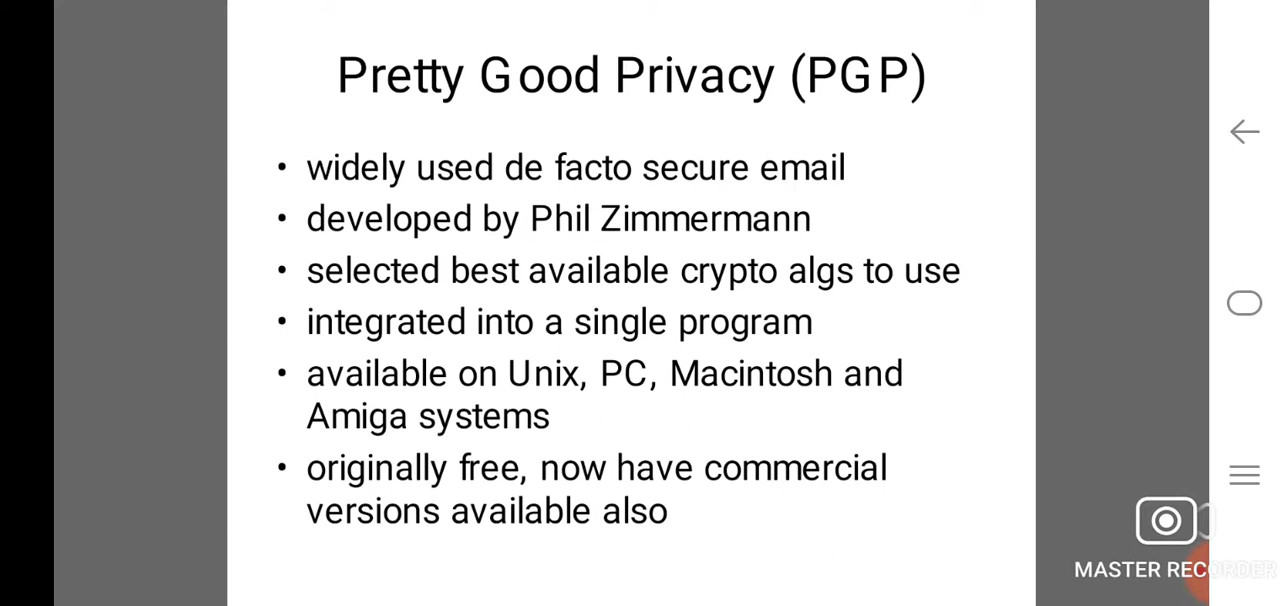 Pretty Good Privacy (PGP)
• widely used de facto secure email
• developed by Phil Zimmermann
• selected best available crypto algs to use
• integrated into a single program
• available on Unix, PC, Macintosh and
Amiga systems
• originally free, now have commercial
versions available also
MASTER RECORDER